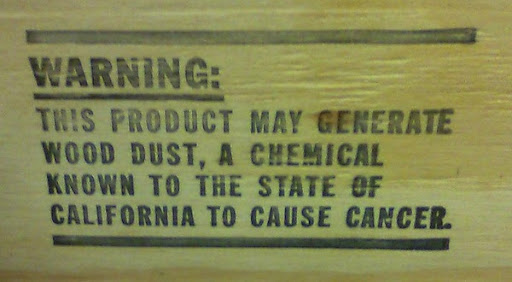 WARNING:
THIS PRODUCT MAY GENERATE
WOOD DUST, A CHEMICAL
KNOWN TO THE STATE OF
CALIFORNIA TO CAUSE CANCER.